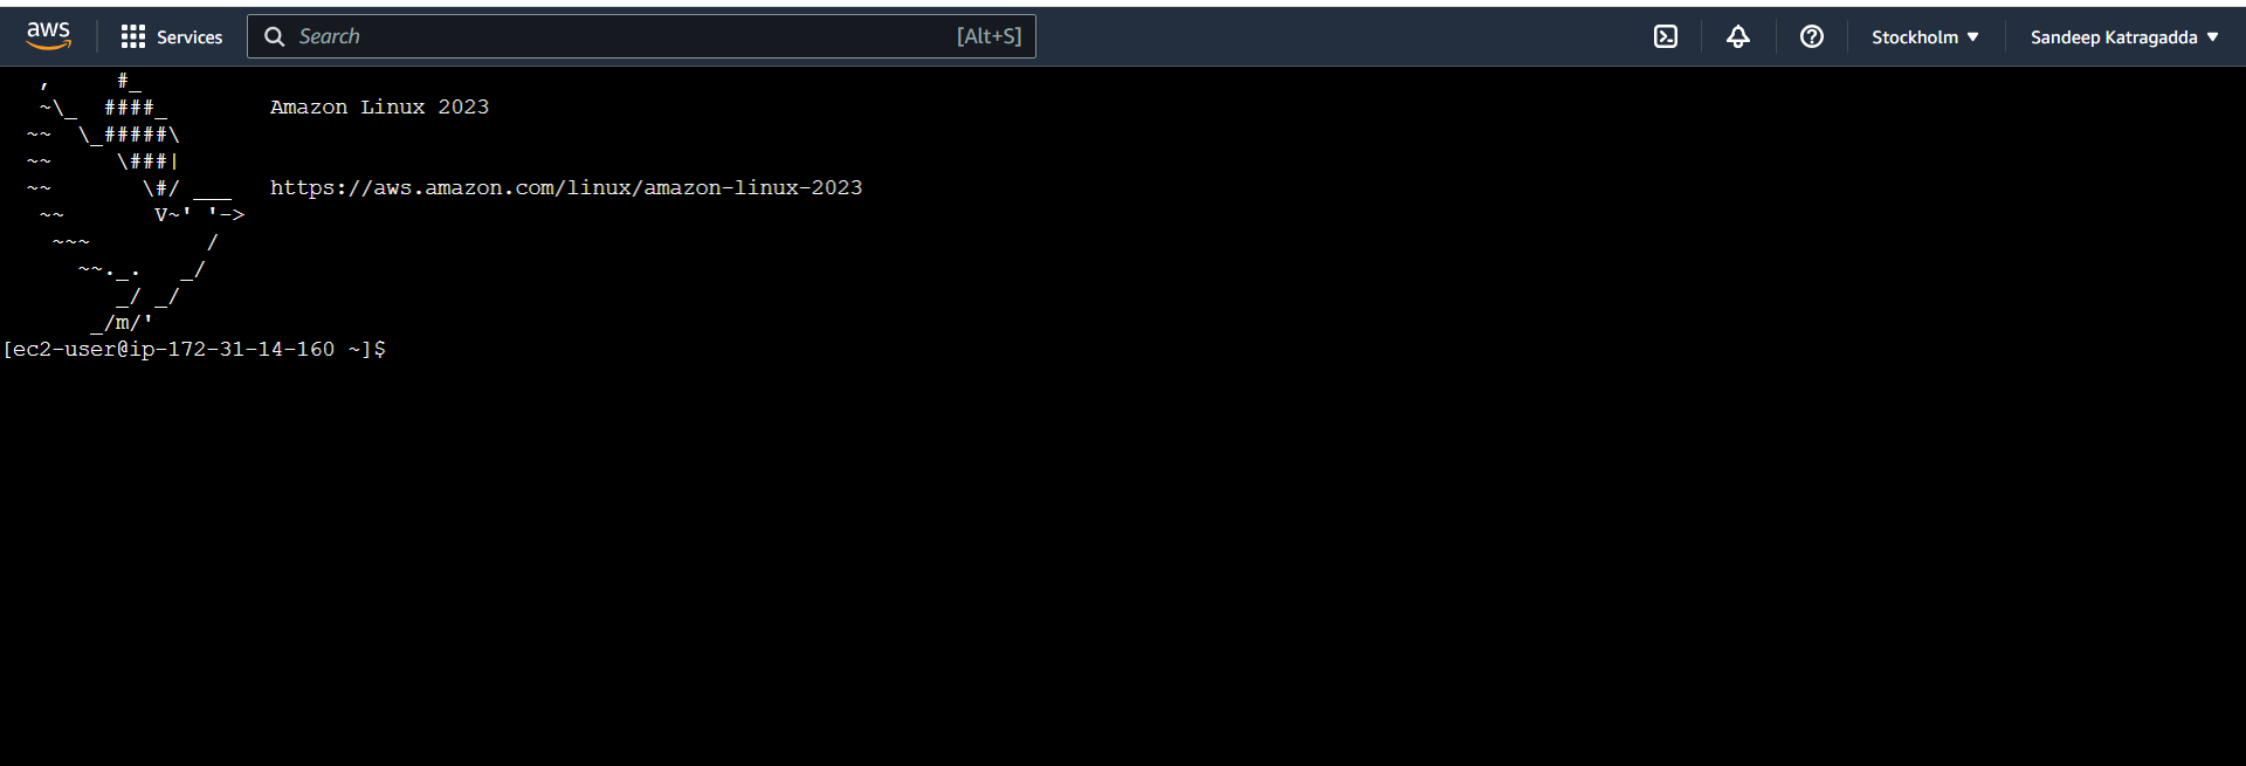 aws Services Search [Alt+S] Stockholm Sandeep Katragadda
   ,      #_
   ~\_  ####_        Amazon Linux 2023
  ~~  \_#####\
  ~~     \###|
  ~~       \#/ ___   https://aws.amazon.com/linux/amazon-linux-2023
   ~~       V~' '->
    ~~~         /
      ~~._.   _/
         _/ _/
       _/m/'
[ec2-user@ip-172-31-14-160 ~]$